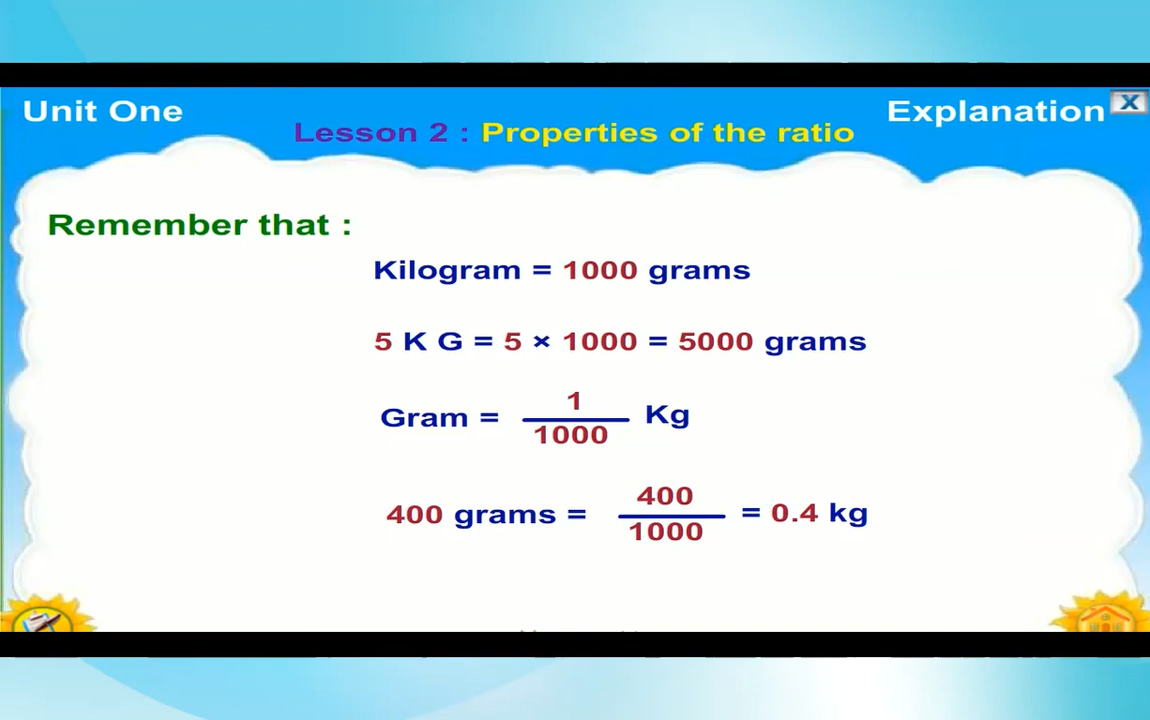 Unit One
Explanation
X
Lesson 2 : Properties of the ratio
Remember that :
Kilogram = 1000 grams
5 K G = 5 × 1000 = 5000 grams
Gram = 1/1000 Kg
400 grams = 400/1000 = 0.4 kg